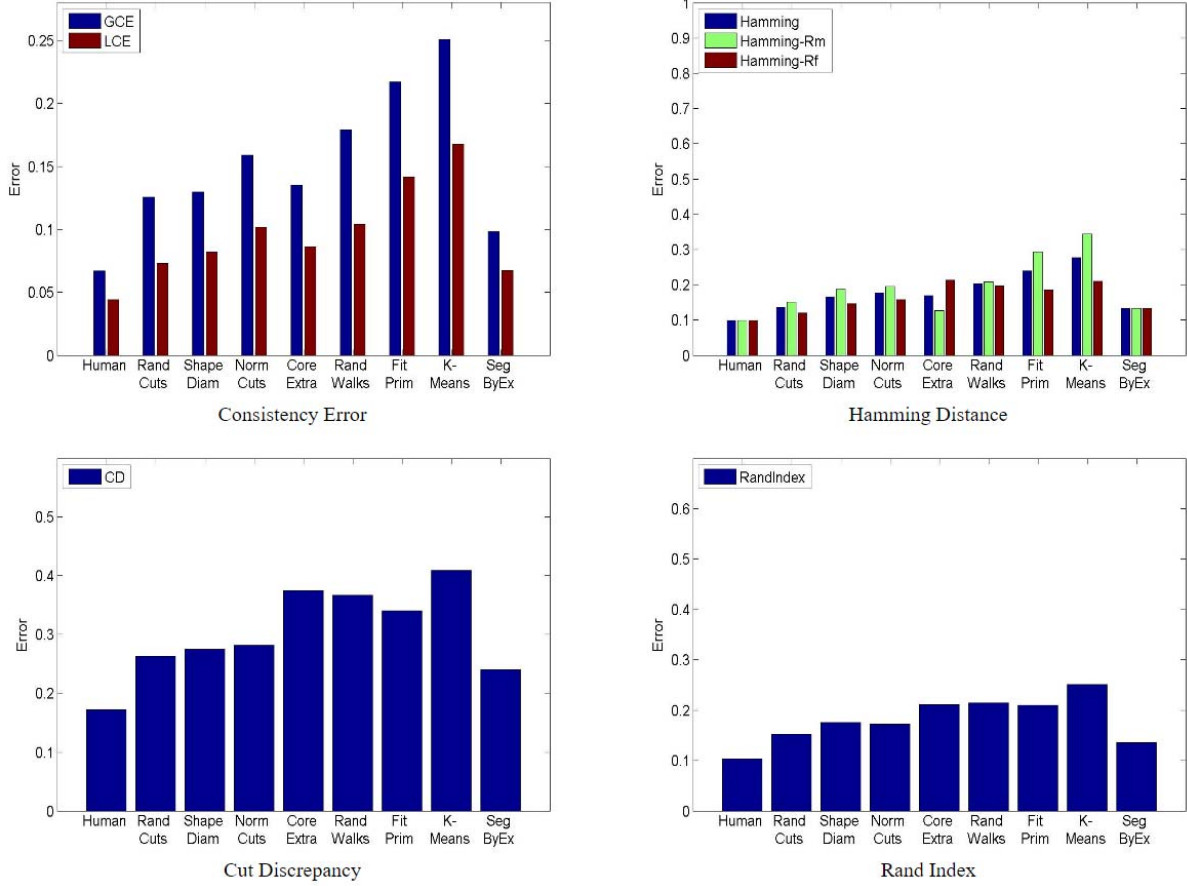 GCE
LCE
0.25
0.2
0.15
0.1
0.05
0
Error
Human Rand Shape Norm Core Rand Fit K- Seg
Cuts Diam Cuts Extra Walks Prim Means ByEx
Consistency Error
Hamming
Hamming-Rm
Hamming-Rf
1
0.9
0.8
0.7
0.6
0.5
0.4
0.3
0.2
0.1
0
Error
Human Rand Shape Norm Core Rand Fit K- Seg
Cuts Diam Cuts Extra Walks Prim Means ByEx
Hamming Distance
CD
0.5
0.4
0.3
0.2
0.1
0
Error
Human Rand Shape Norm Core Rand Fit K- Seg
Cuts Diam Cuts Extra Walks Prim Means ByEx
Cut Discrepancy
RandIndex
0.6
0.5
0.4
0.3
0.2
0.1
0
Error
Human Rand Shape Norm Core Rand Fit K- Seg
Cuts Diam Cuts Extra Walks Prim Means ByEx
Rand Index